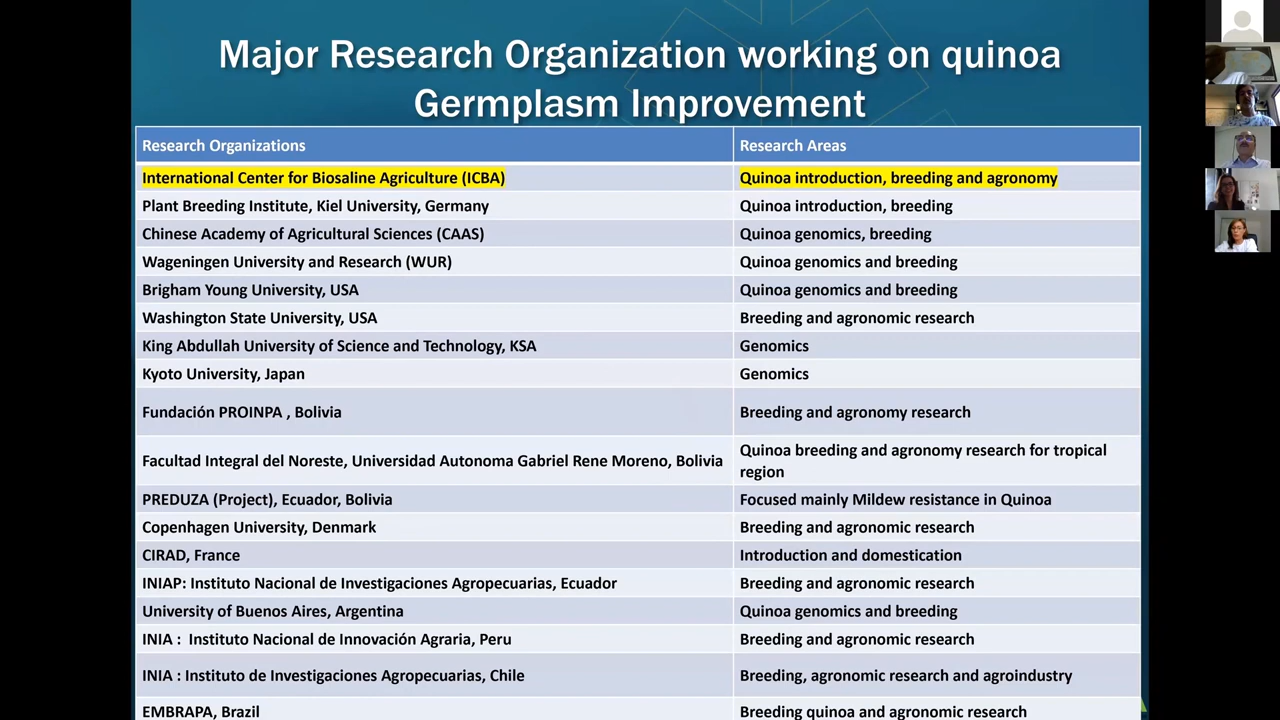 Major Research Organization working on quinoa
Germplasm Improvement
Research Organizations Research Areas
International Center for Biosaline Agriculture (ICBA) Quinoa introduction, breeding and agronomy
Plant Breeding Institute, Kiel University, Germany Quinoa introduction, breeding
Chinese Academy of Agricultural Sciences (CAAS) Quinoa genomics, breeding
Wageningen University and Research (WUR) Quinoa genomics and breeding
Brigham Young University, USA Quinoa genomics and breeding
Washington State University, USA Breeding and agronomic research
King Abdullah University of Science and Technology, KSA Genomics
Kyoto University, Japan Genomics
Fundación PROINPA , Bolivia Breeding and agronomy research
Facultad Integral del Noreste, Universidad Autonoma Gabriel Rene Moreno, Bolivia Quinoa breeding and agronomy research for tropical
region
PREDUZA (Project), Ecuador, Bolivia Focused mainly Mildew resistance in Quinoa
Copenhagen University, Denmark Breeding and agronomic research
CIRAD, France Introduction and domestication
INIAP: Instituto Nacional de Investigaciones Agropecuarias, Ecuador Breeding and agronomic research
University of Buenos Aires, Argentina Quinoa genomics and breeding
INIA : Instituto Nacional de Innovación Agraria, Peru Breeding and agronomic research
INIA : Instituto de Investigaciones Agropecuarias, Chile Breeding, agronomic research and agroindustry
EMBRAPA, Brazil Breeding quinoa and agronomic research